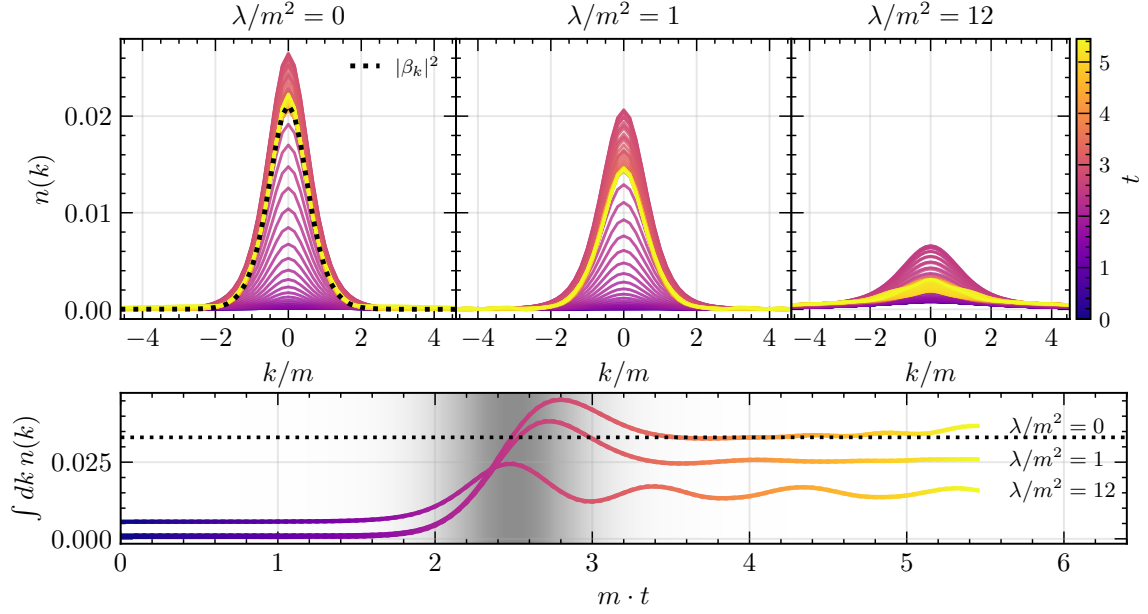 λ/m² = 0
λ/m² = 1
λ/m² = 12
n(k)
0.02
0.01
0.00
|β_k|²
−4 −2 0 2 4
−4 −2 0 2 4
−4 −2 0 2 4
k/m
k/m
k/m
5
4
3
2
1
0
t
∫ dk n(k)
0.025
0.000
λ/m² = 0
λ/m² = 1
λ/m² = 12
0 1 2 3 4 5 6
m · t